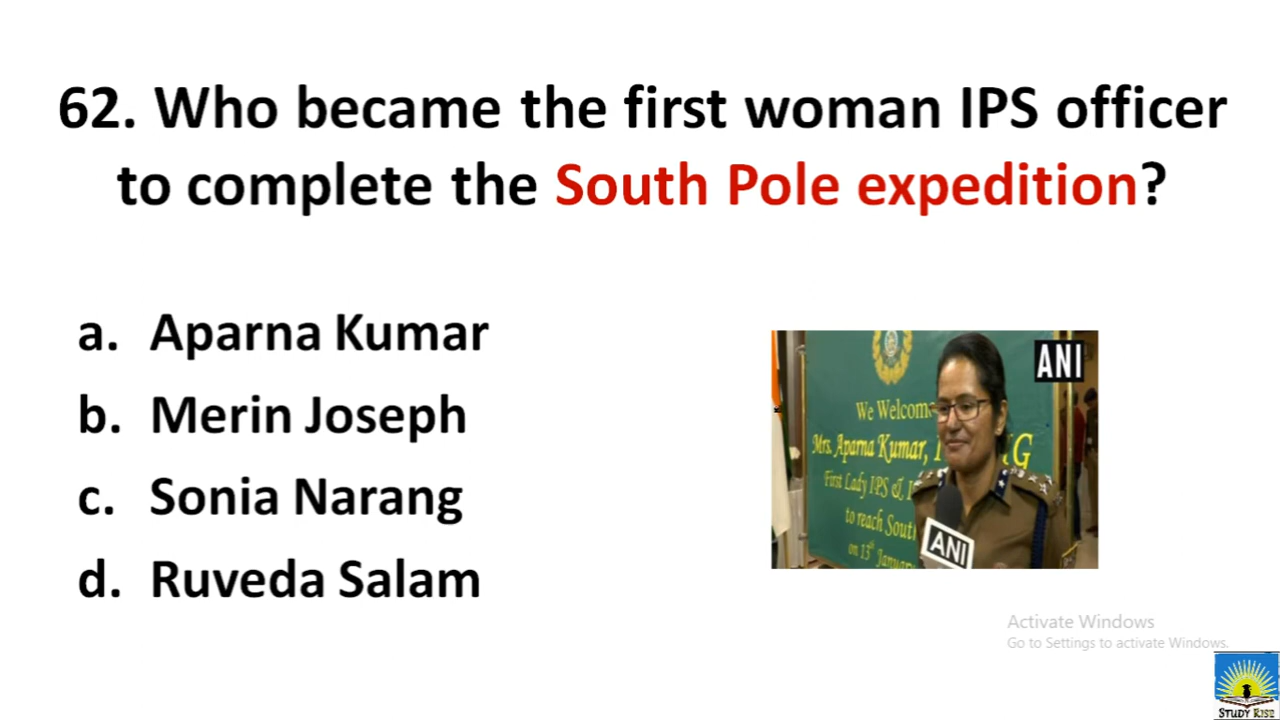 62. Who became the first woman IPS officer
to complete the South Pole expedition?
a. Aparna Kumar
b. Merin Joseph
c. Sonia Narang
d. Ruveda Salam
ANI
We Welcome
Mrs. Aparna Kumar,
First Lady IPS &
to reach South
on 13th January
ANI
Activate Windows
Go to Settings to activate Windows.
STUDY RISE